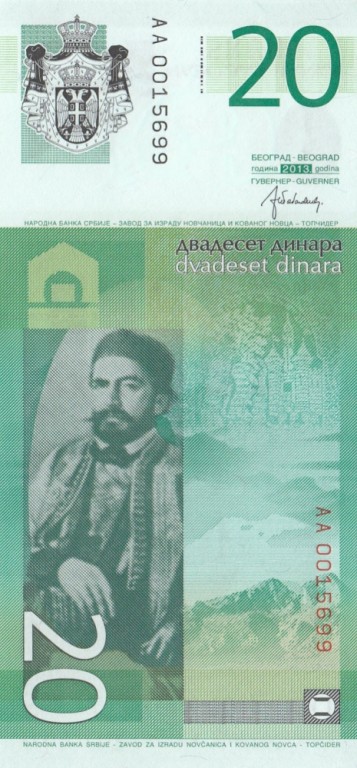 AA 0015699
20
БЕОГРАД - BEOGRAD
година 2013. godina
ГУВЕРНЕР - GUVERNER
НАРОДНА БАНКА СРБИЈЕ – ЗАВОД ЗА ИЗРАДУ НОВЧАНИЦА И КОВАНОГ НОВЦА – ТОПЧИДЕР
двадесет динара
dvadeset dinara
AA 0015699
20
NARODNA BANKA SRBIJE - ZAVOD ZA IZRADU NOVČANICA I KOVANOG NOVCA - TOPČIDER